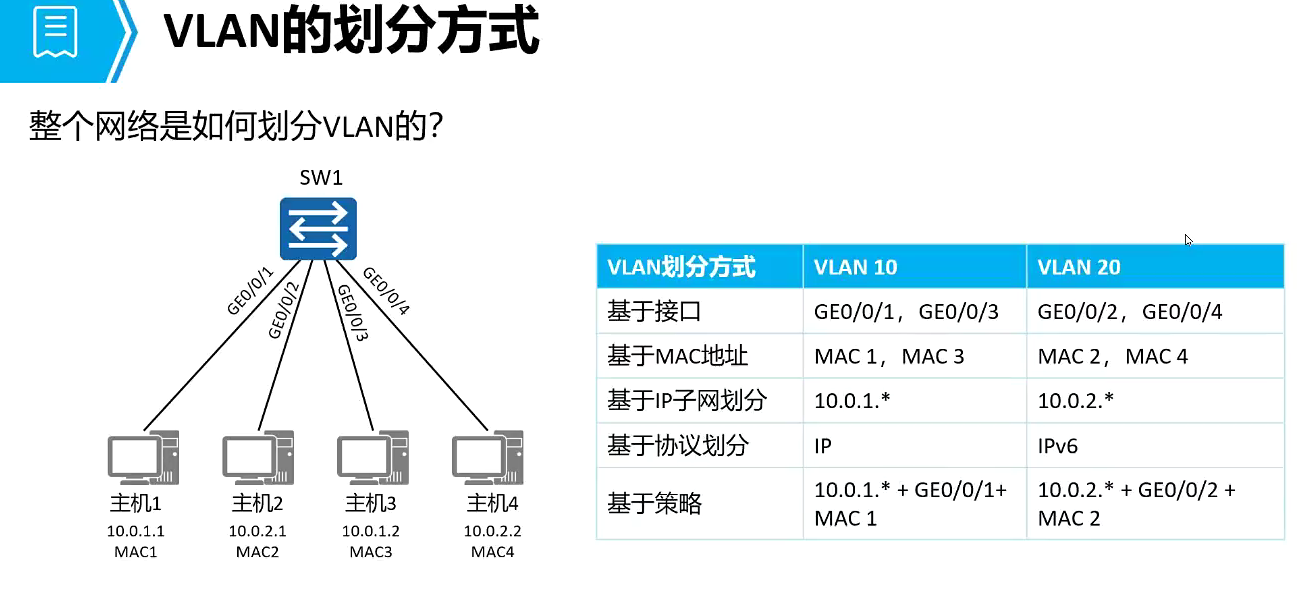 VLAN的划分方式
整个网络是如何划分VLAN的？
SW1
GE0/0/1
GE0/0/2
GE0/0/3
GE0/0/4
主机1
10.0.1.1
MAC1
主机2
10.0.2.1
MAC2
主机3
10.0.1.2
MAC3
主机4
10.0.2.2
MAC4
VLAN划分方式 VLAN 10 VLAN 20
基于接口 GE0/0/1，GE0/0/3 GE0/0/2，GE0/0/4
基于MAC地址 MAC 1，MAC 3 MAC 2，MAC 4
基于IP子网划分 10.0.1.* 10.0.2.*
基于协议划分 IP IPv6
基于策略
10.0.1.* + GE0/0/1+
MAC 1
10.0.2.* + GE0/0/2 +
MAC 2